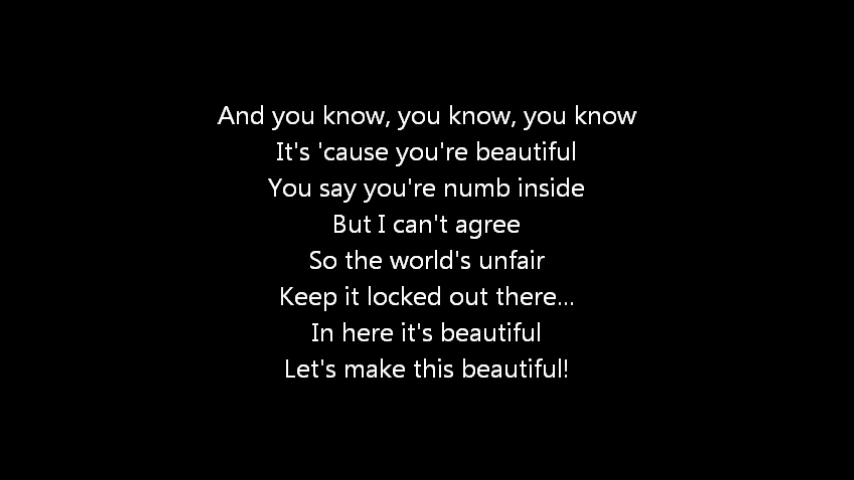 And you know, you know, you know
It's 'cause you're beautiful
You say you're numb inside
But I can't agree
So the world's unfair
Keep it locked out there...
In here it's beautiful
Let's make this beautiful!